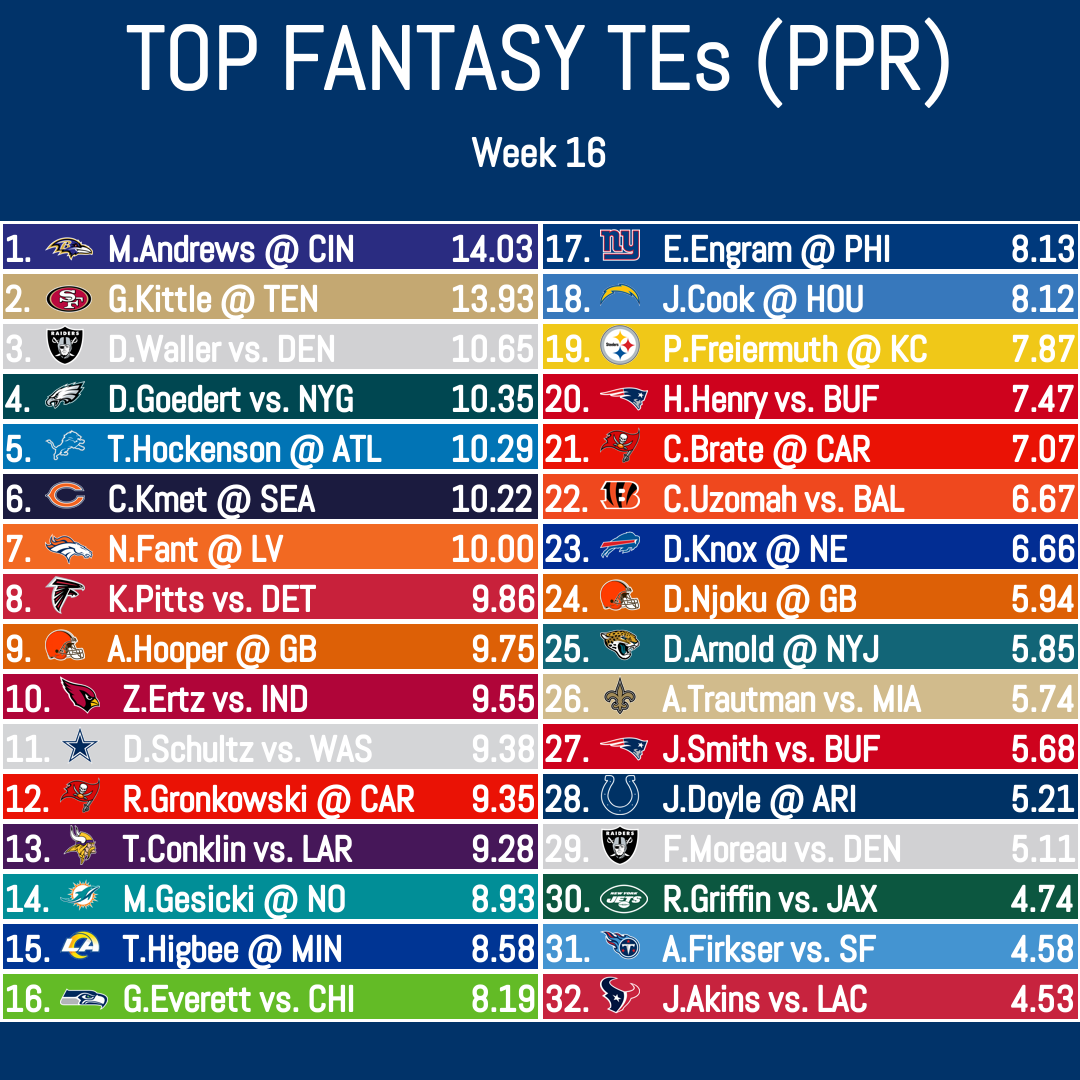 TOP FANTASY TEs (PPR)
Week 16
1. M.Andrews @ CIN 14.03
2. G.Kittle @ TEN 13.93
3. RAIDERS D.Waller vs. DEN 10.65
4. D.Goedert vs. NYG 10.35
5. T.Hockenson @ ATL 10.29
6. C.Kmet @ SEA 10.22
7. N.Fant @ LV 10.00
8. K.Pitts vs. DET 9.86
9. A.Hooper @ GB 9.75
10. Z.Ertz vs. IND 9.55
11. D.Schultz vs. WAS 9.38
12. R.Gronkowski @ CAR 9.35
13. T.Conklin vs. LAR 9.28
14. M.Gesicki @ NO 8.93
15. T.Higbee @ MIN 8.58
16. G.Everett vs. CHI 8.19
17. ny E.Engram @ PHI 8.13
18. J.Cook @ HOU 8.12
19. Steelers P.Freiermuth @ KC 7.87
20. H.Henry vs. BUF 7.47
21. C.Brate @ CAR 7.07
22. C.Uzomah vs. BAL 6.67
23. D.Knox @ NE 6.66
24. D.Njoku @ GB 5.94
25. D.Arnold @ NYJ 5.85
26. A.Trautman vs. MIA 5.74
27. J.Smith vs. BUF 5.68
28. J.Doyle @ ARI 5.21
29. RAIDERS F.Moreau vs. DEN 5.11
30. NEW YORK JETS R.Griffin vs. JAX 4.74
31. A.Firkser vs. SF 4.58
32. J.Akins vs. LAC 4.53